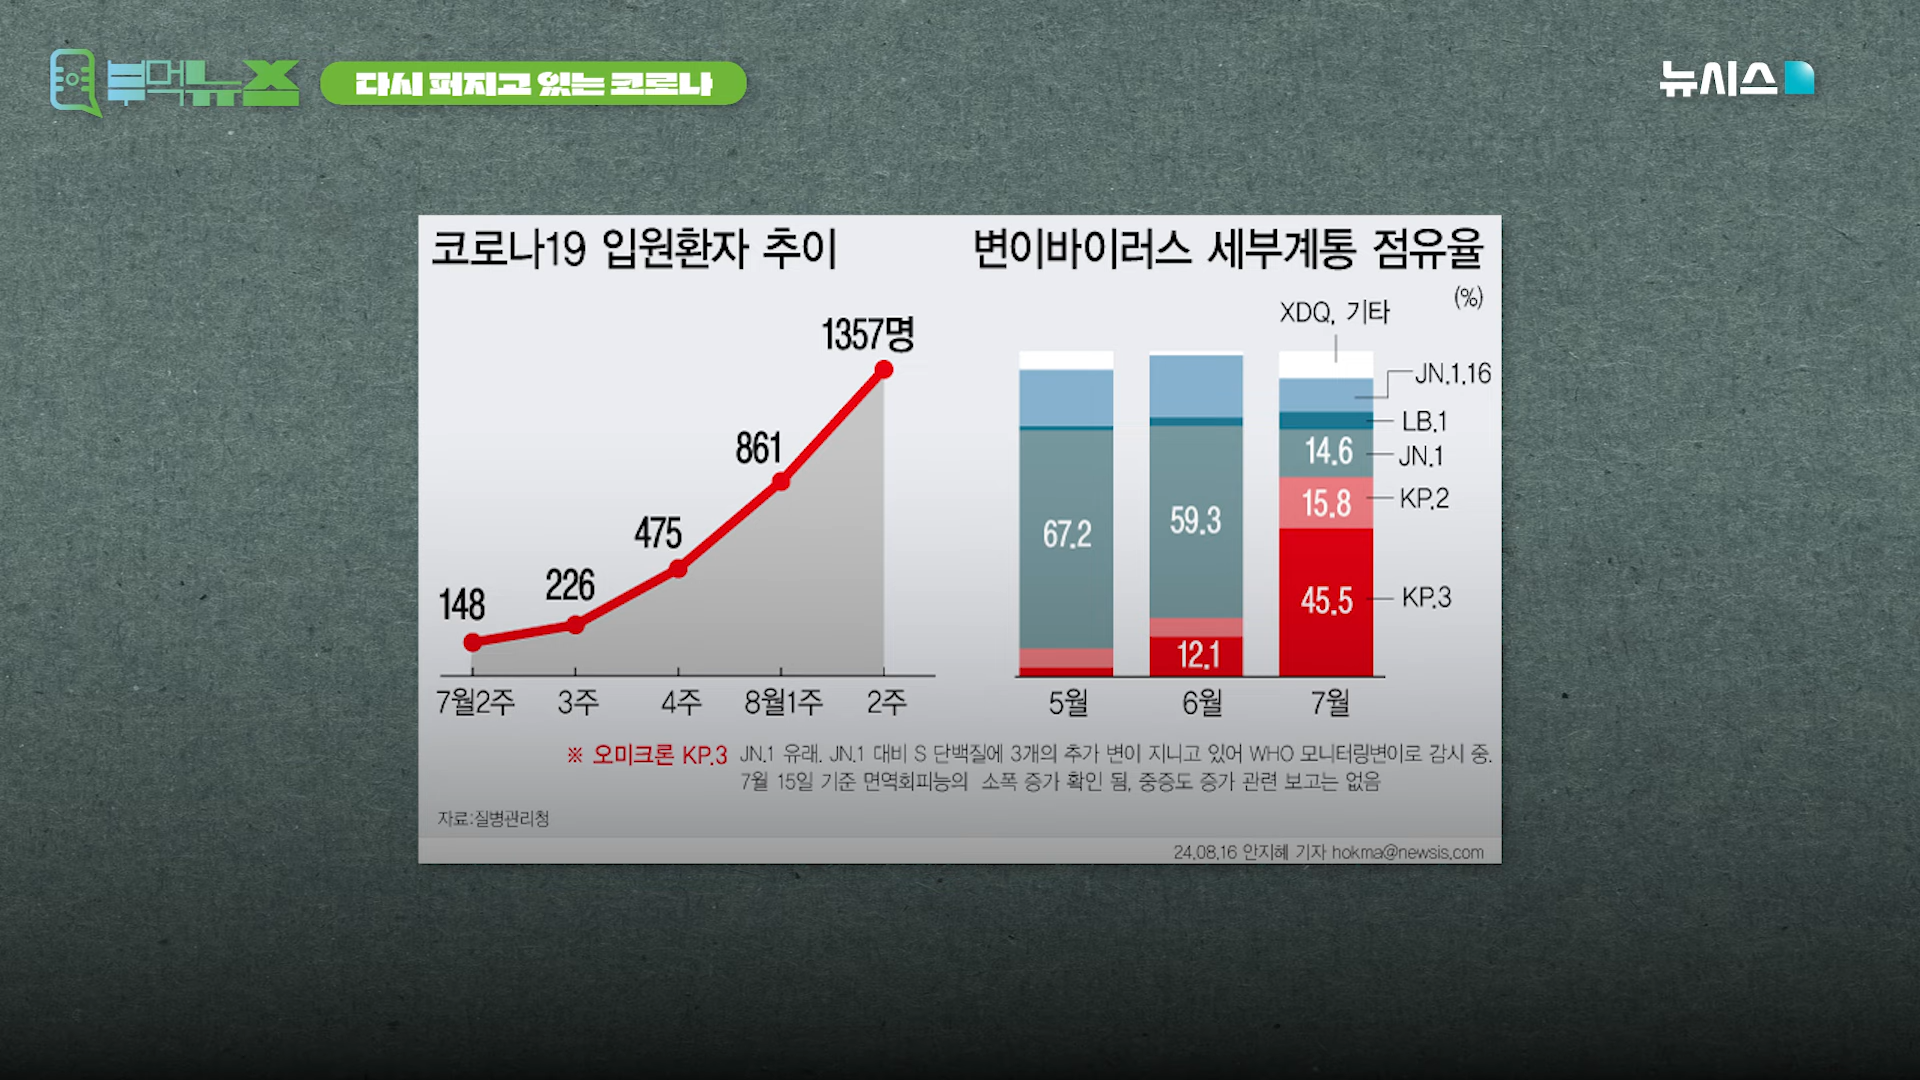 부먹뉴스
다시 퍼지고 있는 코로나
뉴시스
코로나19 입원환자 추이
148
226
475
861
1357명
7월2주
3주
4주
8월1주
2주
변이바이러스 세부계통 점유율
(%)
XDQ, 기타
JN.1.16
LB.1
14.6
JN.1
15.8
KP.2
67.2
59.3
45.5
KP.3
12.1
5월
6월
7월
※ 오미크론 KP.3 JN.1 유래. JN.1 대비 S 단백질에 3개의 추가 변이 지니고 있어 WHO 모니터링변이로 감시 중.
7월 15일 기준 면역회피능의 소폭 증가 확인 됨, 중증도 증가 관련 보고는 없음
자료:질병관리청
24.08.16 안지혜 기자 hokma@newsis.com